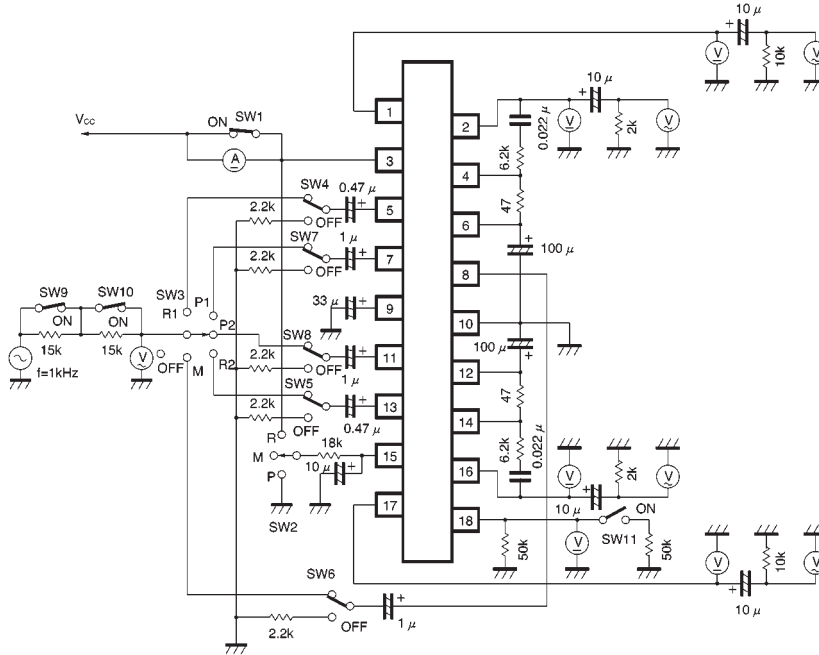 10 μ
+
V
10k
V
10 μ
+
VCC
ON
SW1
1
2
0.022 μ
V
2k
V
A
3
6.2k
4
SW4
0.47 μ
2.2k
+
5
47
OFF
6
SW7
1 μ
+
100 μ
2.2k
+
7
OFF
8
SW9
SW10
SW3
P1
R1
33 μ
+
9
ON
ON
P2
10
15k
15k
V
SW8
100 μ
+
f=1kHz
OFF
M
R2
2.2k
+
11
OFF
1 μ
12
SW5
2.2k
+
13
47
OFF
0.47 μ
14
R
18k
6.2k
0.022 μ
M
15
10 μ
+
16
V
2k
V
P
+
SW2
17
10 μ
ON
18
SW11
50k
V
50k
V
10k
V
SW6
+
10 μ
+
OFF
1 μ
2.2k